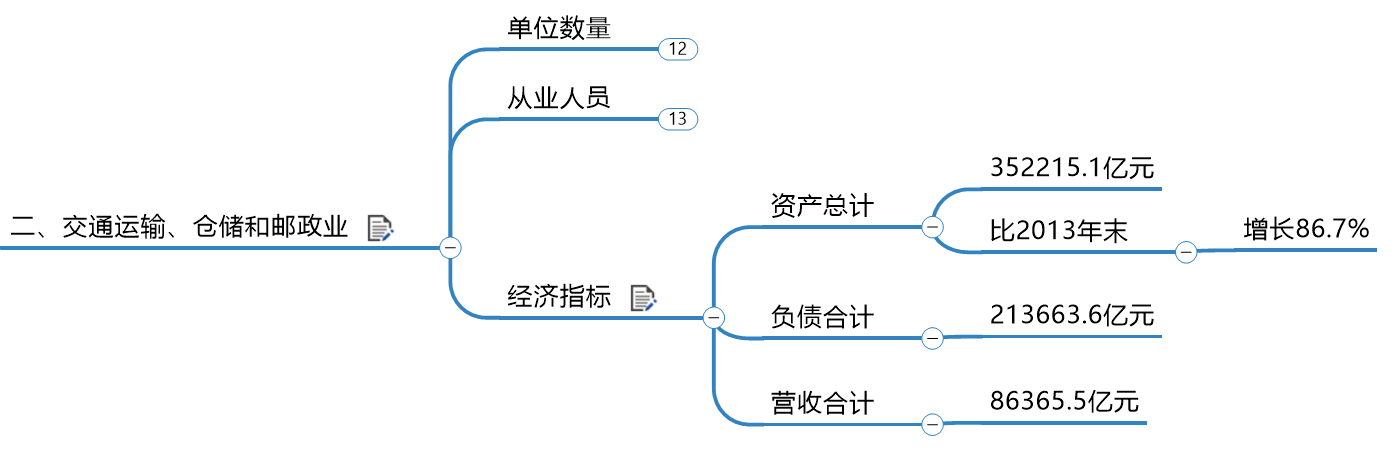 单位数量
12
从业人员
13
二、交通运输、仓储和邮政业
经济指标
资产总计
352215.1亿元
比2013年末
增长86.7%
负债合计
213663.6亿元
营收合计
86365.5亿元